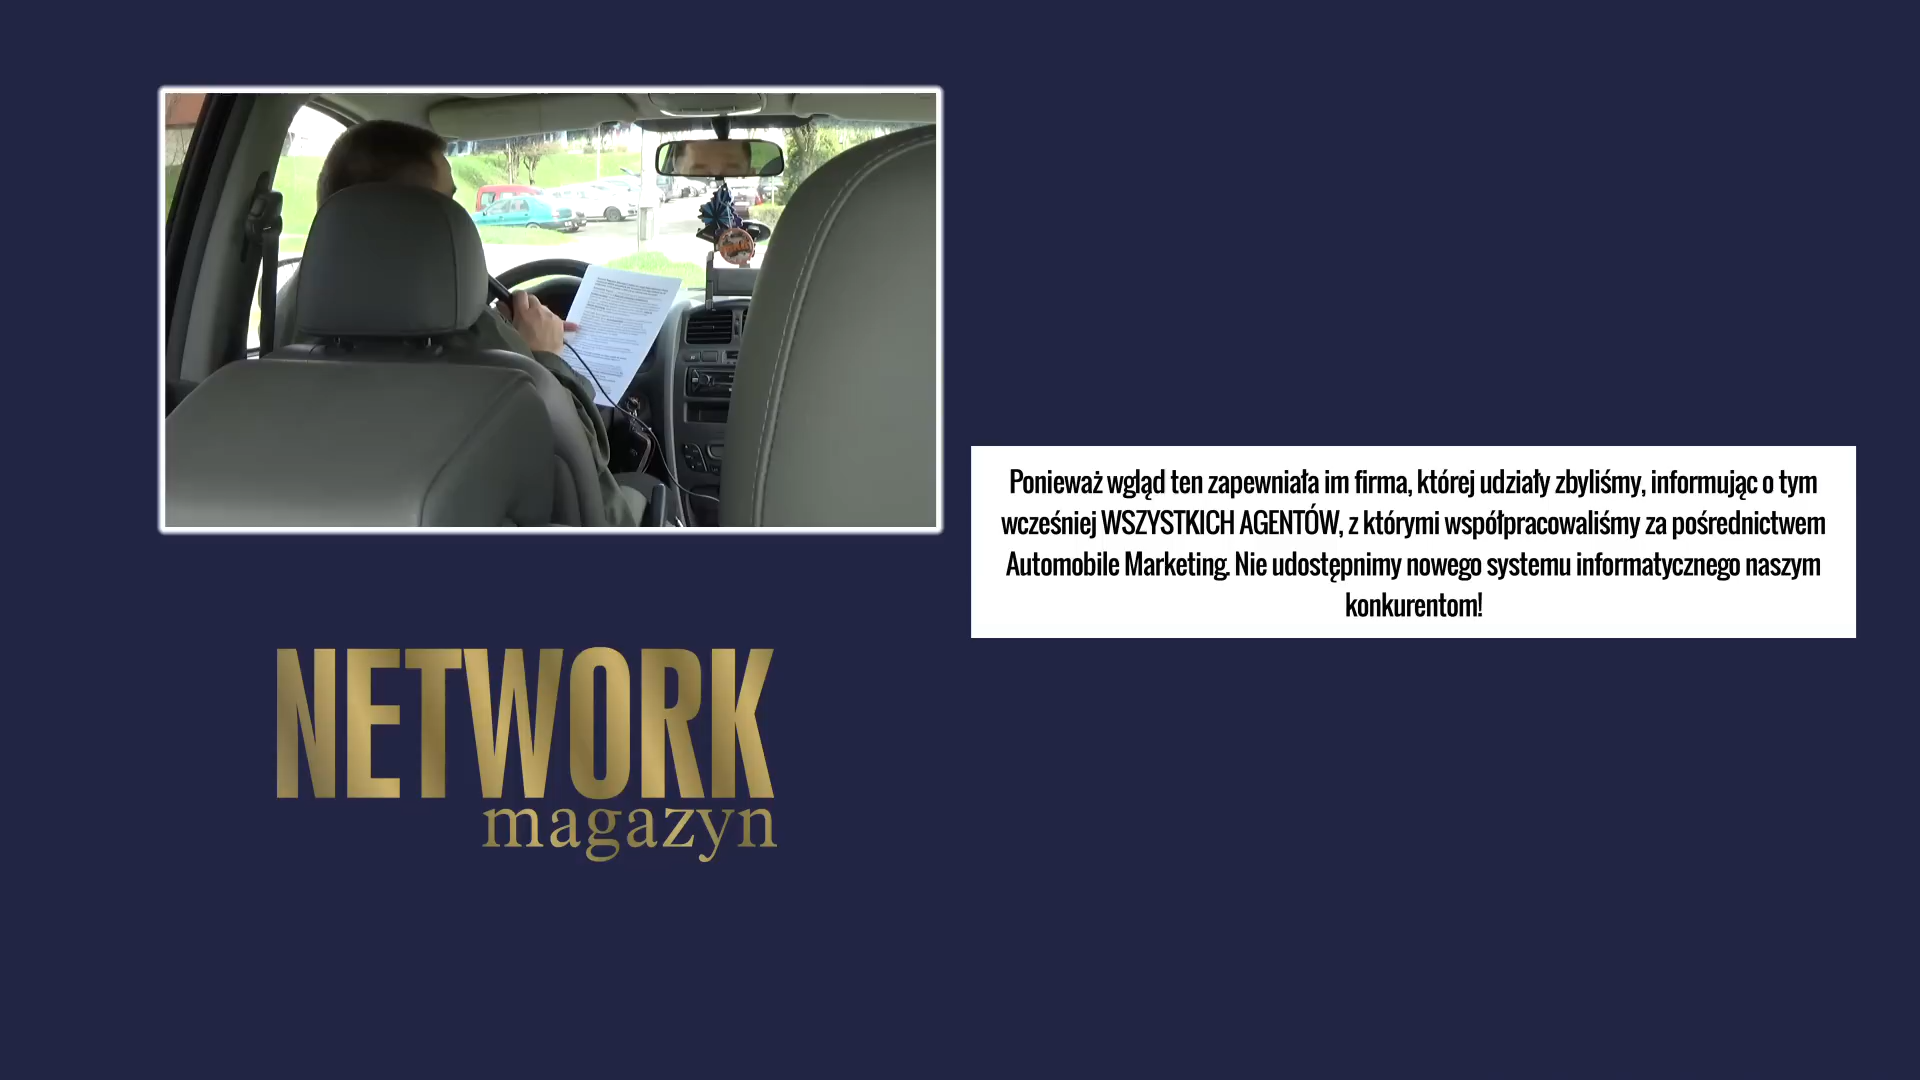 Ponieważ wgląd ten zapewniała im firma, której udziały zbyliśmy, informując o tym
wcześniej WSZYSTKICH AGENTÓW, z którymi współpracowaliśmy za pośrednictwem
Automobile Marketing. Nie udostępnimy nowego systemu informatycznego naszym
konkurentom!
NETWORK
magazyn